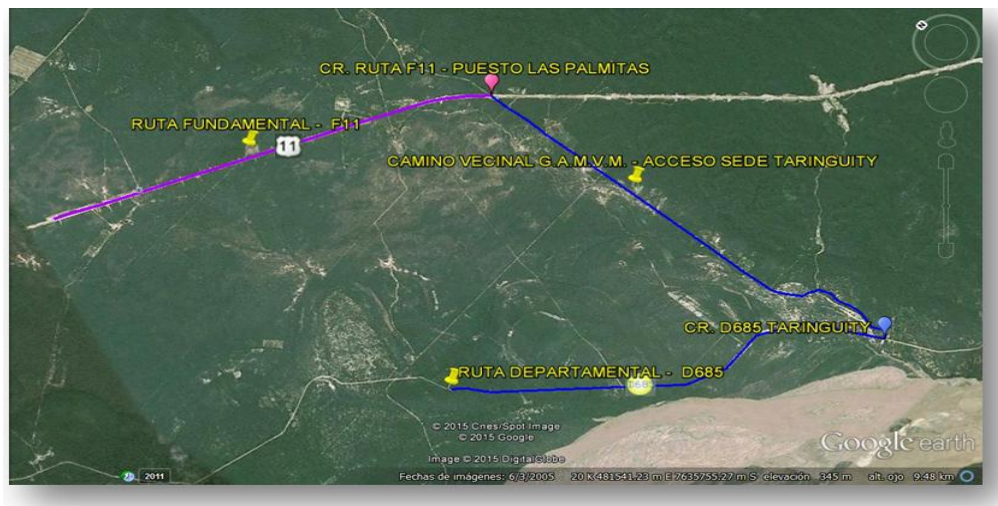 CR. RUTA F11 - PUESTO LAS PALMITAS
RUTA FUNDAMENTAL - F11
11
CAMINO VECINAL G.A.M.V.M. - ACCESO SEDE TARINGUITY
CR. D685 TARINGUITY
RUTA DEPARTAMENTAL - D685
© 2015 Cnes/Spot Image
© 2015 Google
Image © 2015 DigitalGlobe
Google earth
2011
Fechas de imágenes: 6/3/2005 20 K 481541.23 m E 7635755.27 m S elevación 345 m alt. ojo 9.48 km